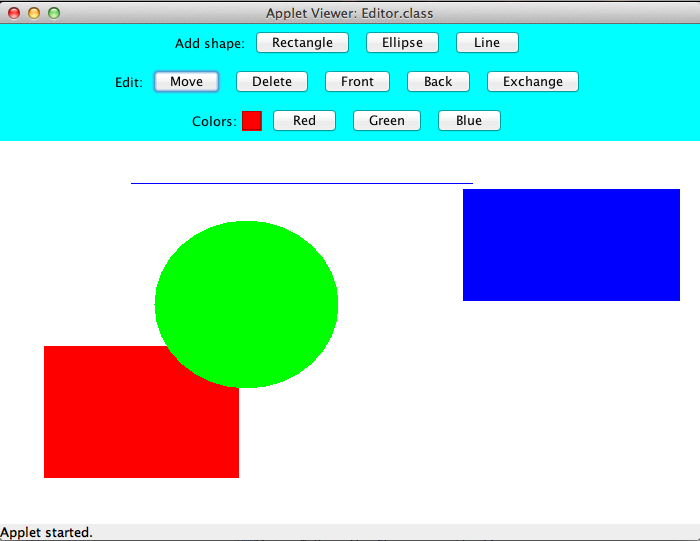 Applet Viewer: Editor.class
Add shape: Rectangle Ellipse Line
Edit: Move Delete Front Back Exchange
Colors: Red Green Blue
Applet started.